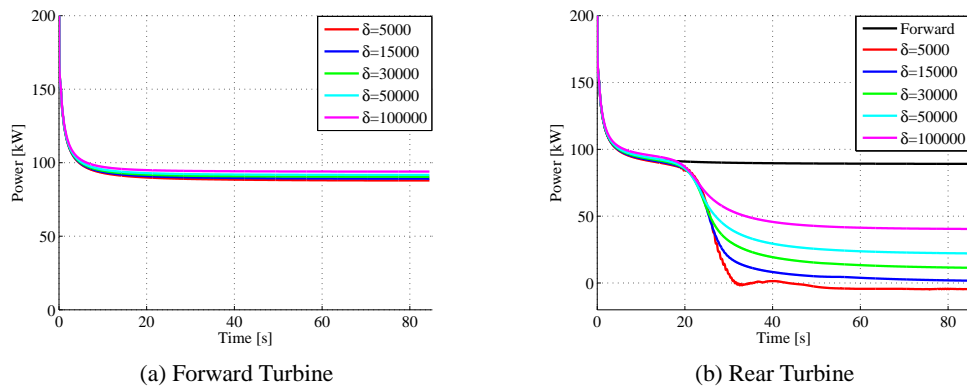 200
150
100
50
0
Power [kW]
0
20
40
60
80
Time [s]
δ=5000
δ=15000
δ=30000
δ=50000
δ=100000
(a) Forward Turbine
200
150
100
50
0
Power [kW]
0
20
40
60
80
Time [s]
Forward
δ=5000
δ=15000
δ=30000
δ=50000
δ=100000
(b) Rear Turbine